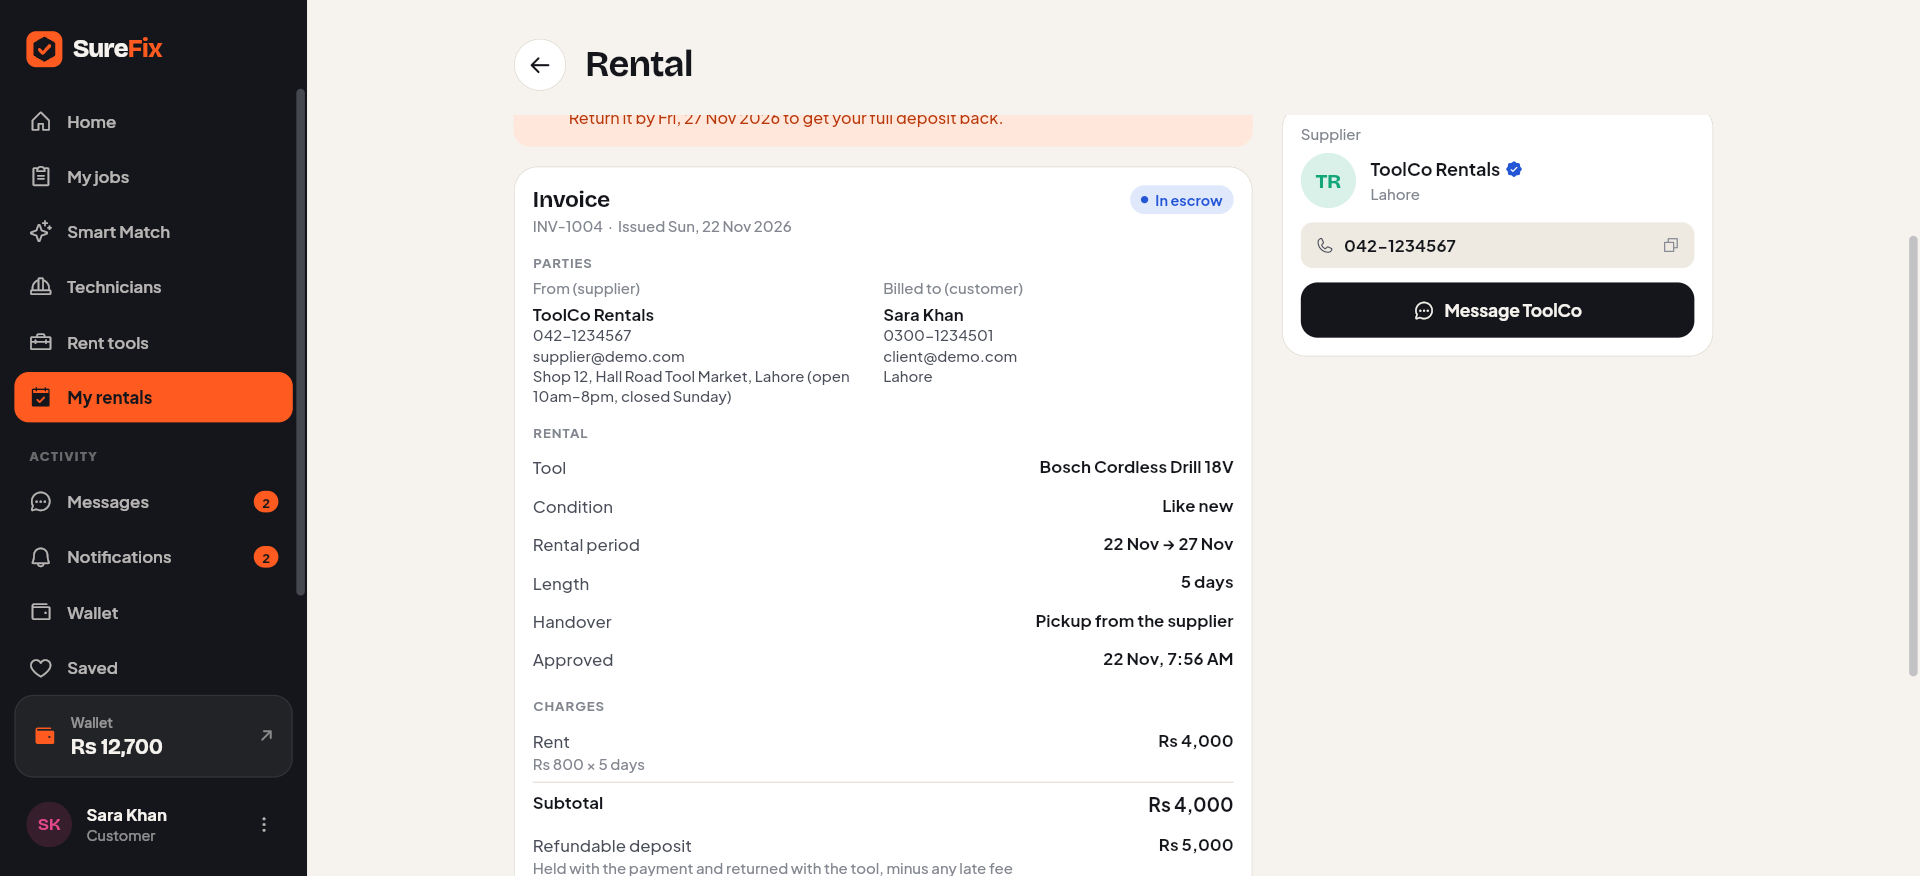 SureFix
Home
My jobs
Smart Match
Technicians
Rent tools
My rentals
ACTIVITY
Messages 2
Notifications 2
Wallet
Saved
Wallet
Rs 12,700
SK
Sara Khan
Customer
Rental
Return it by Fri, 27 Nov 2026 to get your full deposit back.
Invoice
In escrow
INV-1004 · Issued Sun, 22 Nov 2026
PARTIES
From (supplier)
ToolCo Rentals
042-1234567
supplier@demo.com
Shop 12, Hall Road Tool Market, Lahore (open
10am–8pm, closed Sunday)
Billed to (customer)
Sara Khan
0300-1234501
client@demo.com
Lahore
RENTAL
Tool Bosch Cordless Drill 18V
Condition Like new
Rental period 22 Nov → 27 Nov
Length 5 days
Handover Pickup from the supplier
Approved 22 Nov, 7:56 AM
CHARGES
Rent Rs 4,000
Rs 800 × 5 days
Subtotal Rs 4,000
Refundable deposit Rs 5,000
Held with the payment and returned with the tool, minus any late fee
Supplier
TR
ToolCo Rentals
Lahore
042-1234567
Message ToolCo